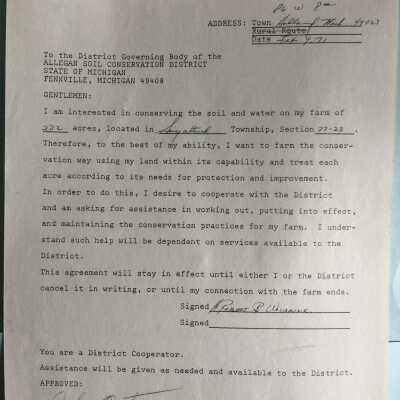 ADDRESS: Town Holland Mich 49423
Rural Route
Date
To the District Governing Body of the
ALLEGAN SOIL CONSERVATION DISTRICT
STATE OF MICHIGAN
FENNVILLE, MICHIGAN 49408
GENTLEMEN:
I am interested in conserving the soil and water on my farm of
222 acres, located in Saugatuck Township, Section 22-23.
Therefore, to the best of my ability, I want to farm the conser-
vation way using my land within its capability and treat each
acre according to its needs for protection and improvement.
In order to do this, I desire to cooperate with the District
and am asking for assistance in working out, putting into effect,
and maintaining the conservation practices for my farm. I under-
stand such help will be dependent on services available to the
District.
This agreement will stay in effect until either I or the District
cancel it in writing, or until my connection with the farm ends.
Signed
Signed
You are a District Cooperator.
Assistance will be given as needed and available to the District.
APPROVED: